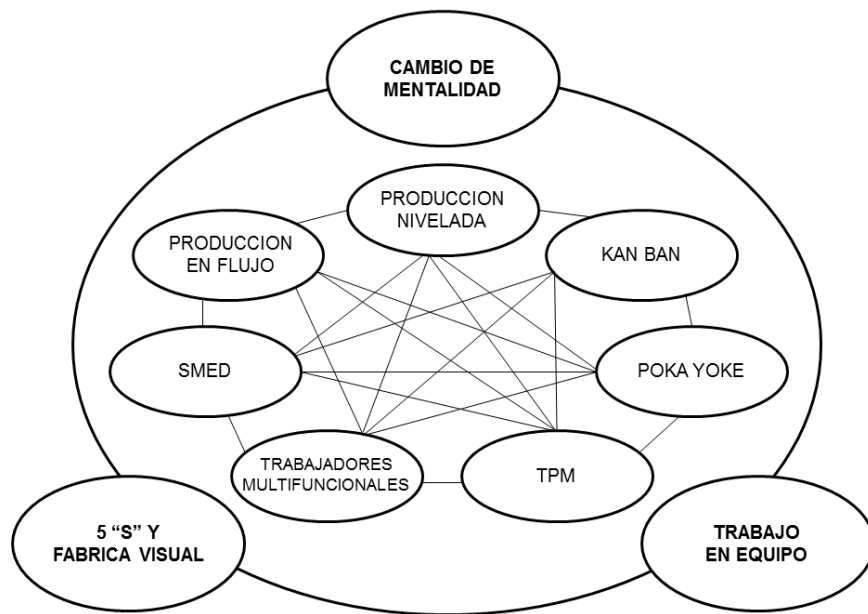 CAMBIO DE
MENTALIDAD
PRODUCCION
NIVELADA
PRODUCCION
EN FLUJO
KAN BAN
SMED
POKA YOKE
TRABAJADORES
MULTIFUNCIONALES
TPM
5 “S” Y
FABRICA VISUAL
TRABAJO
EN EQUIPO